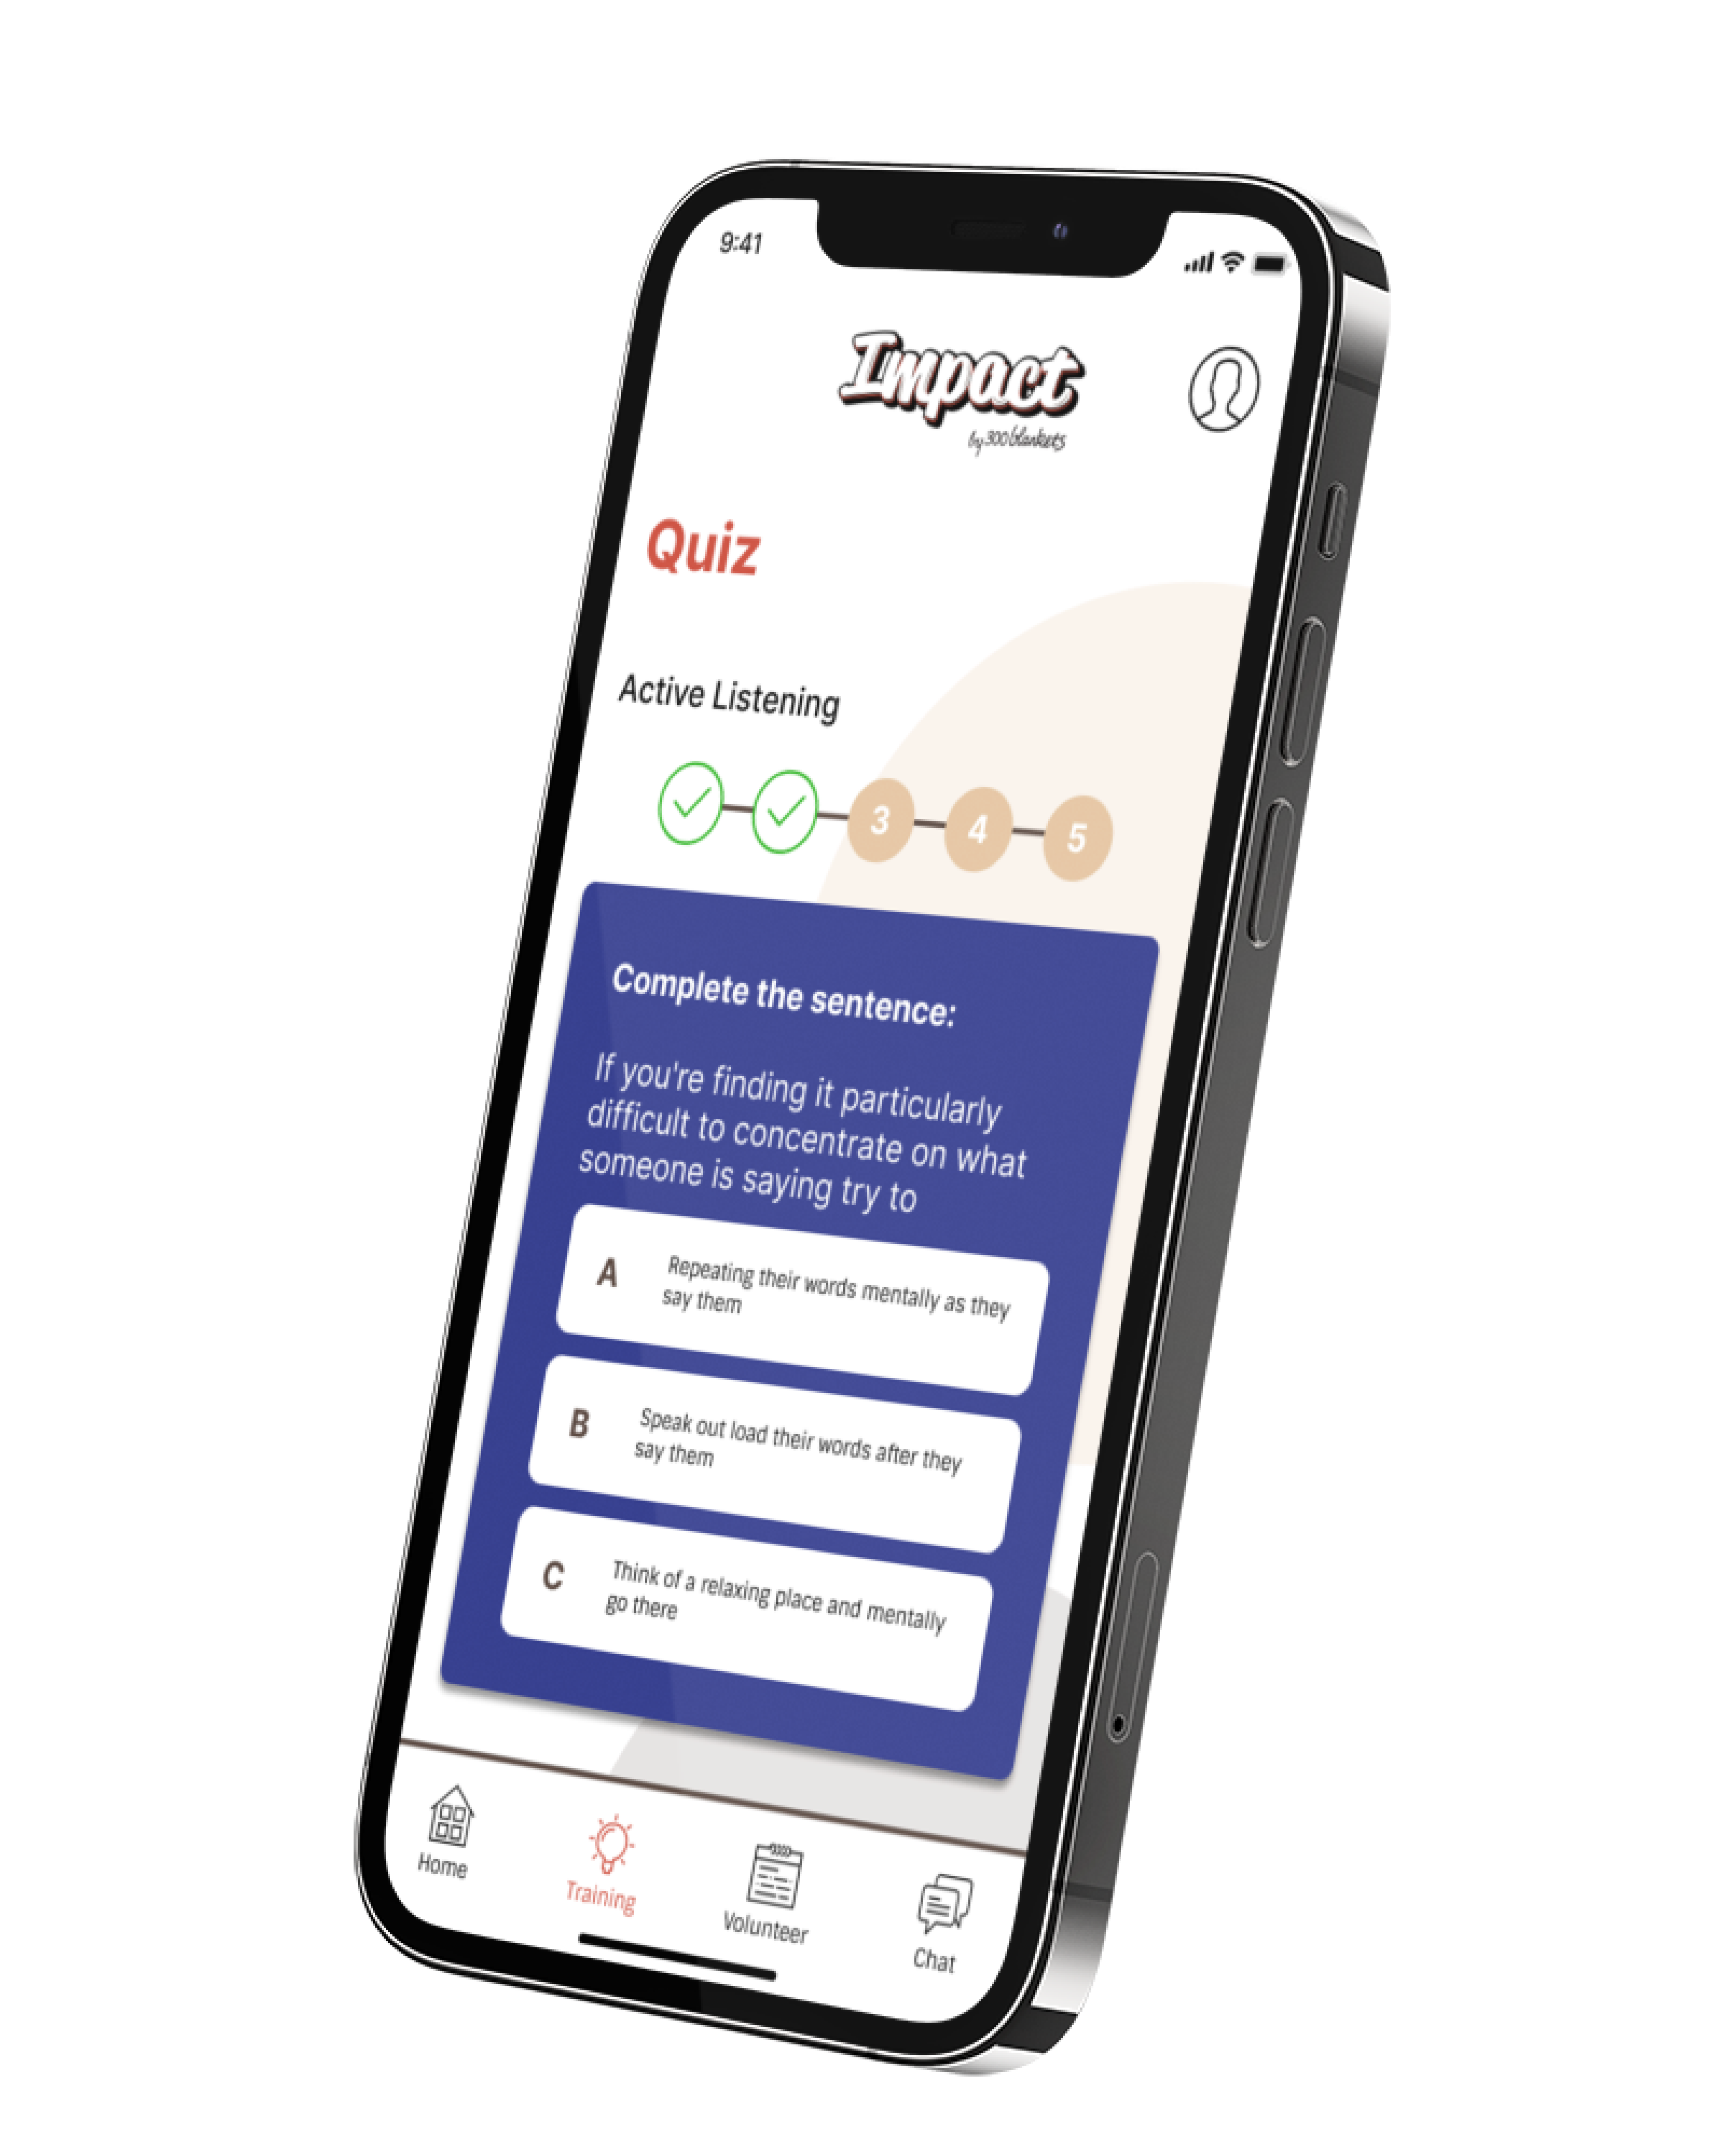 9:41
Impact
by 300 blankets
Quiz
Active Listening
3 4 5
Complete the sentence:
If you're finding it particularly
difficult to concentrate on what
someone is saying try to
A
Repeating their words mentally as they
say them
B
Speak out load their words after they
say them
C
Think of a relaxing place and mentally
go there
Home
Training
Volunteer
Chat